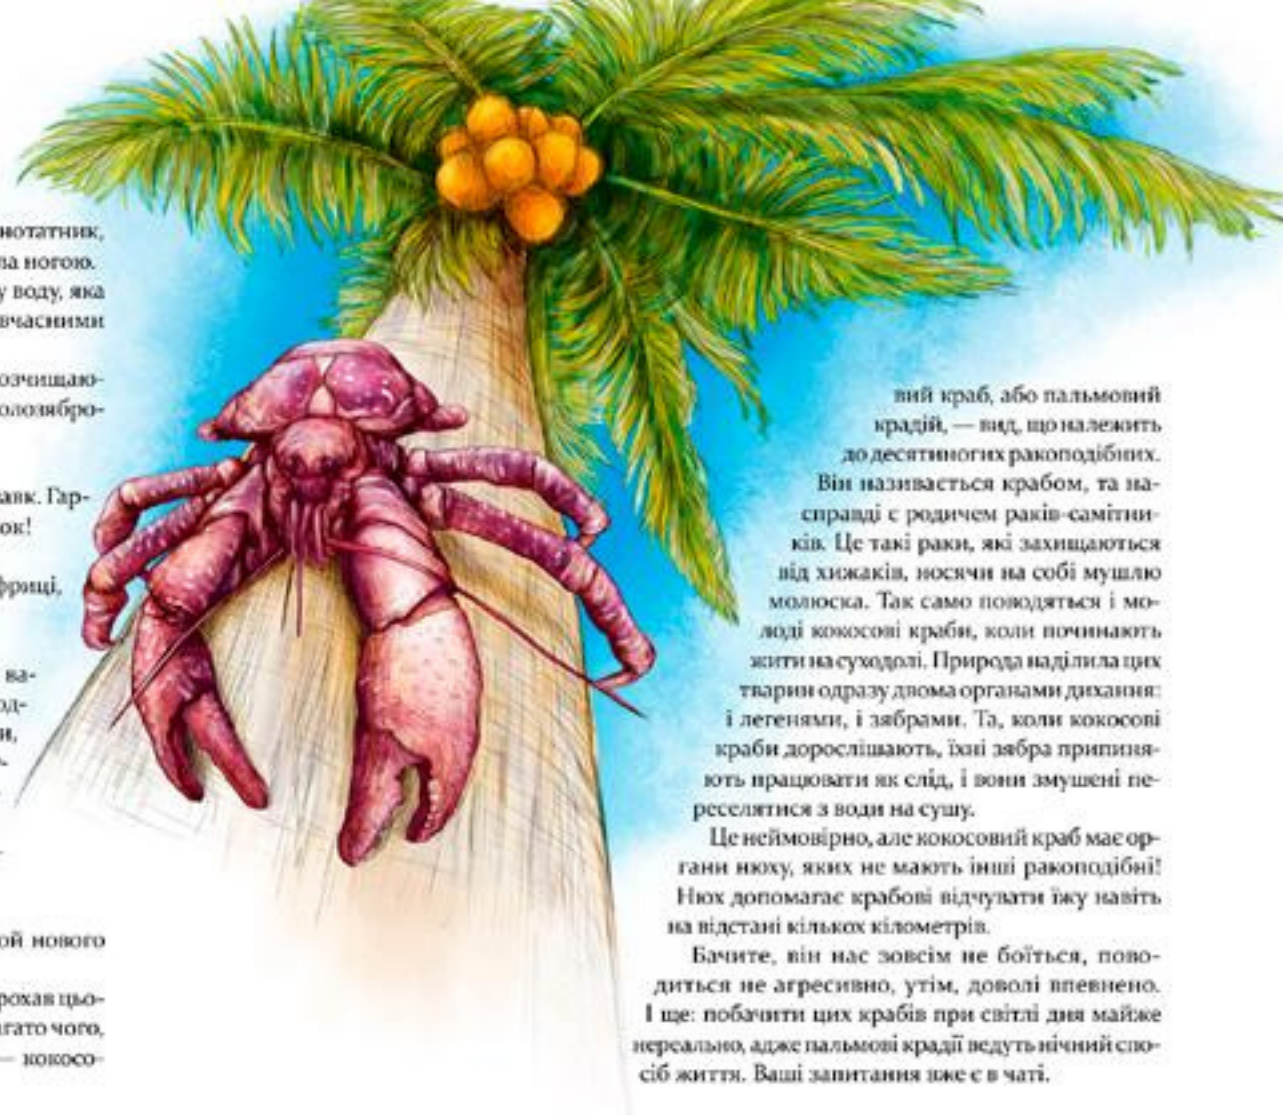 нотатник,
ла ногою.
у воду, яка
вчасними
озчищаю-
олозябро-
авк. Гар-
ок!
фриці,
ва-
од-
и,
ой нового
рохав цьо-
гато чого,
— кокосо-
вий краб, або пальмовий
крадій, — вид, що належить
до десятиногих ракоподібних.
Він називається крабом, та на-
справді є родичем раків-самітни-
ків. Це такі раки, які захищаються
від хижаків, носячи на собі мушлю
молюска. Так само поводяться і мо-
лоді кокосові краби, коли починають
жити на суходолі. Природа наділила цих
тварин одразу двома органами дихання:
і легенями, і зябрами. Та, коли кокосові
краби дорослішають, їхні зябра припиня-
ють працювати як слід, і вони змушені пе-
реселятися з води на сушу.
Це неймовірно, але кокосовий краб має ор-
гани нюху, яких не мають інші ракоподібні!
Нюх допомагає крабові відчувати їжу навіть
на відстані кількох кілометрів.
Бачите, він нас зовсім не боїться, пово-
диться не агресивно, утім, доволі впевнено.
І ще: побачити цих крабів при світлі дня майже
нереально, адже пальмові крадії ведуть нічний спо-
сіб життя. Ваші запитання вже є в чаті.